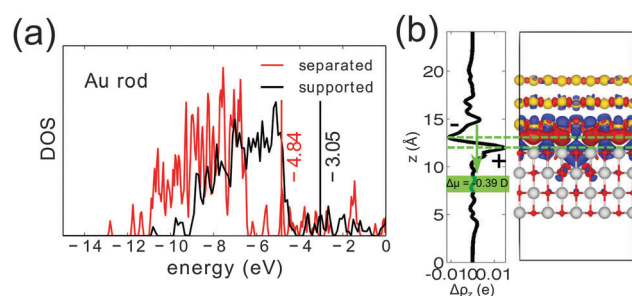 (a)
Au rod
separated
supported
DOS
−4.84
−3.05
−14 −12 −10 −8 −6 −4 −2 0
energy (eV)
(b)
20
15
10
5
0
z (Å)
-
+
Δμ = -0.39 D
-0.01 0 0.01
Δρz (e)